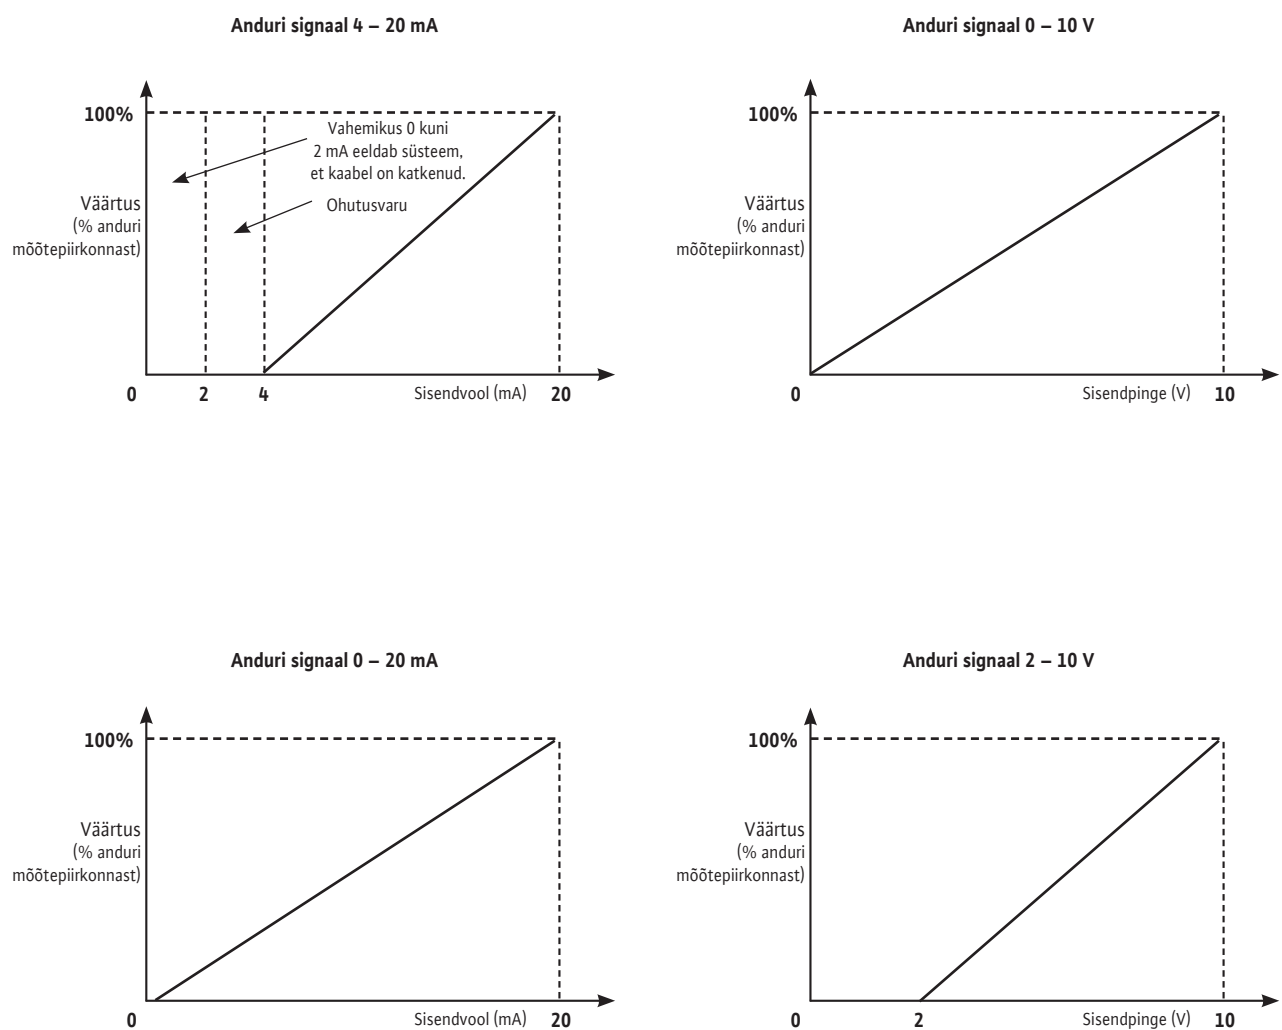 Anduri signaal 4 – 20 mA
100%
Vahemikus 0 kuni
2 mA eeldab süsteem,
et kaabel on katkenud.
Ohutusvaru
Väärtus
(% anduri
mõõtepiirkonnast)
0 2 4 Sisendvool (mA) 20
Anduri signaal 0 – 10 V
100%
Väärtus
(% anduri
mõõtepiirkonnast)
0 Sisendpinge (V) 10
Anduri signaal 0 – 20 mA
100%
Väärtus
(% anduri
mõõtepiirkonnast)
0 Sisendvool (mA) 20
Anduri signaal 2 – 10 V
100%
Väärtus
(% anduri
mõõtepiirkonnast)
0 2 Sisendpinge (V) 10